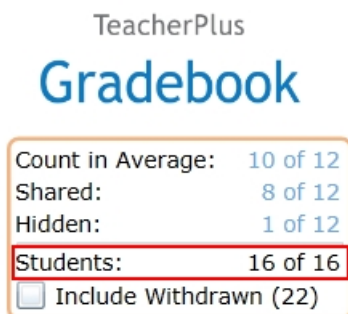 TeacherPlus
Gradebook
Count in Average: 10 of 12
Shared: 8 of 12
Hidden: 1 of 12
Students: 16 of 16
Include Withdrawn (22)